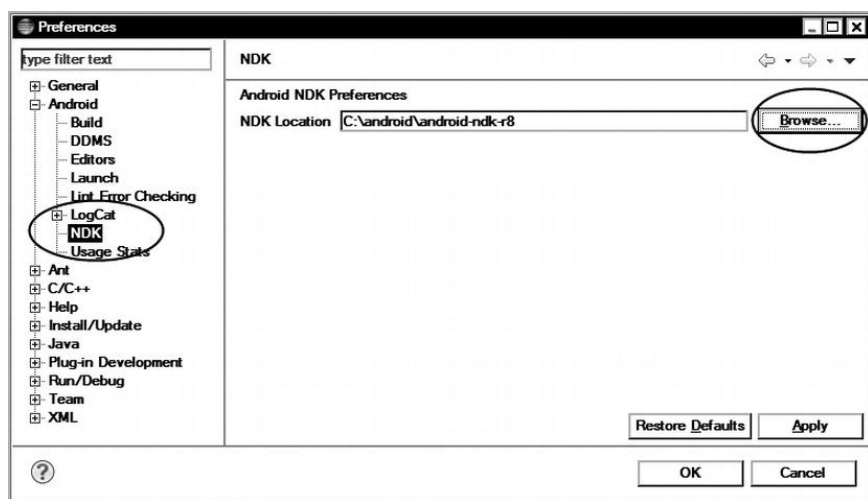 Preferences
type filter text
General
Android
Build
DDMS
Editors
Launch
Lint Error Checking
LogCat
NDK
Usage Stats
Ant
C/C++
Help
Install/Update
Java
Plug-in Development
Run/Debug
Team
XML
NDK
Android NDK Preferences
NDK Location C:\android\android-ndk-r8 Browse...
Restore Defaults Apply
? OK Cancel